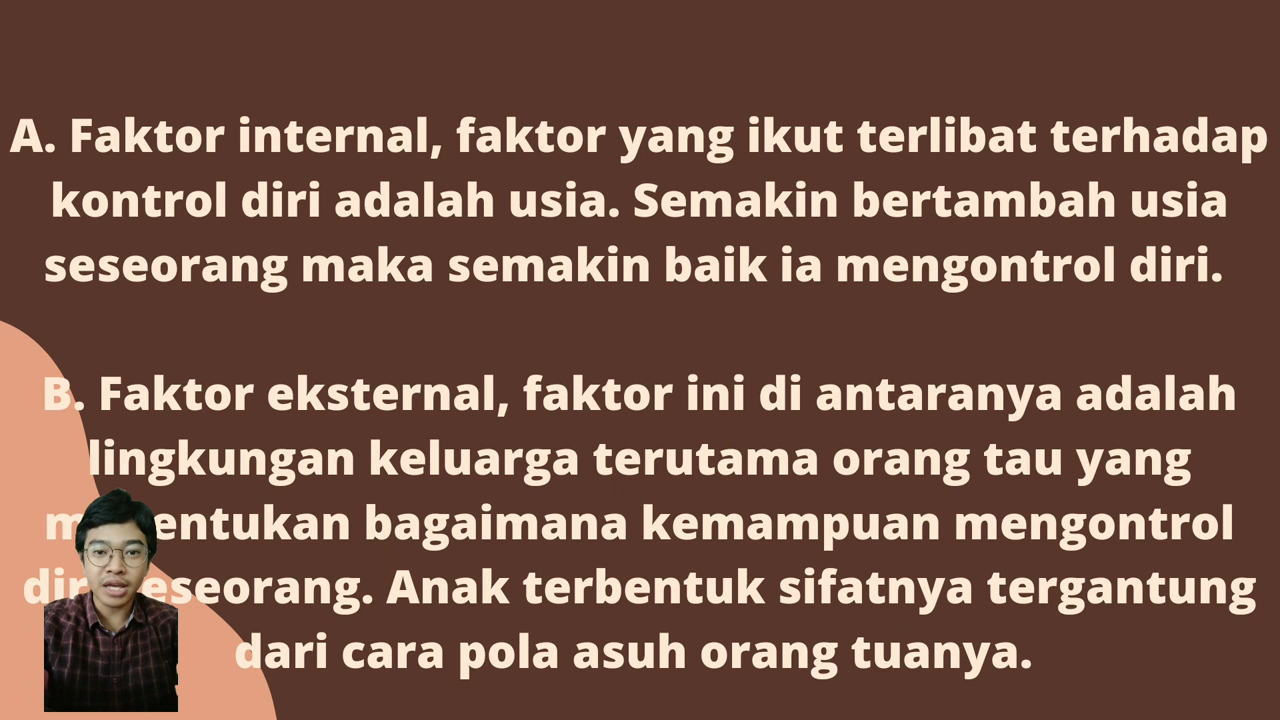 A. Faktor internal, faktor yang ikut terlibat terhadap
kontrol diri adalah usia. Semakin bertambah usia
seseorang maka semakin baik ia mengontrol diri.
B. Faktor eksternal, faktor ini di antaranya adalah
lingkungan keluarga terutama orang tau yang
bagaimana kemampuan mengontrol
Anak terbentuk sifatnya tergantung
dari cara pola asuh orang tuanya.